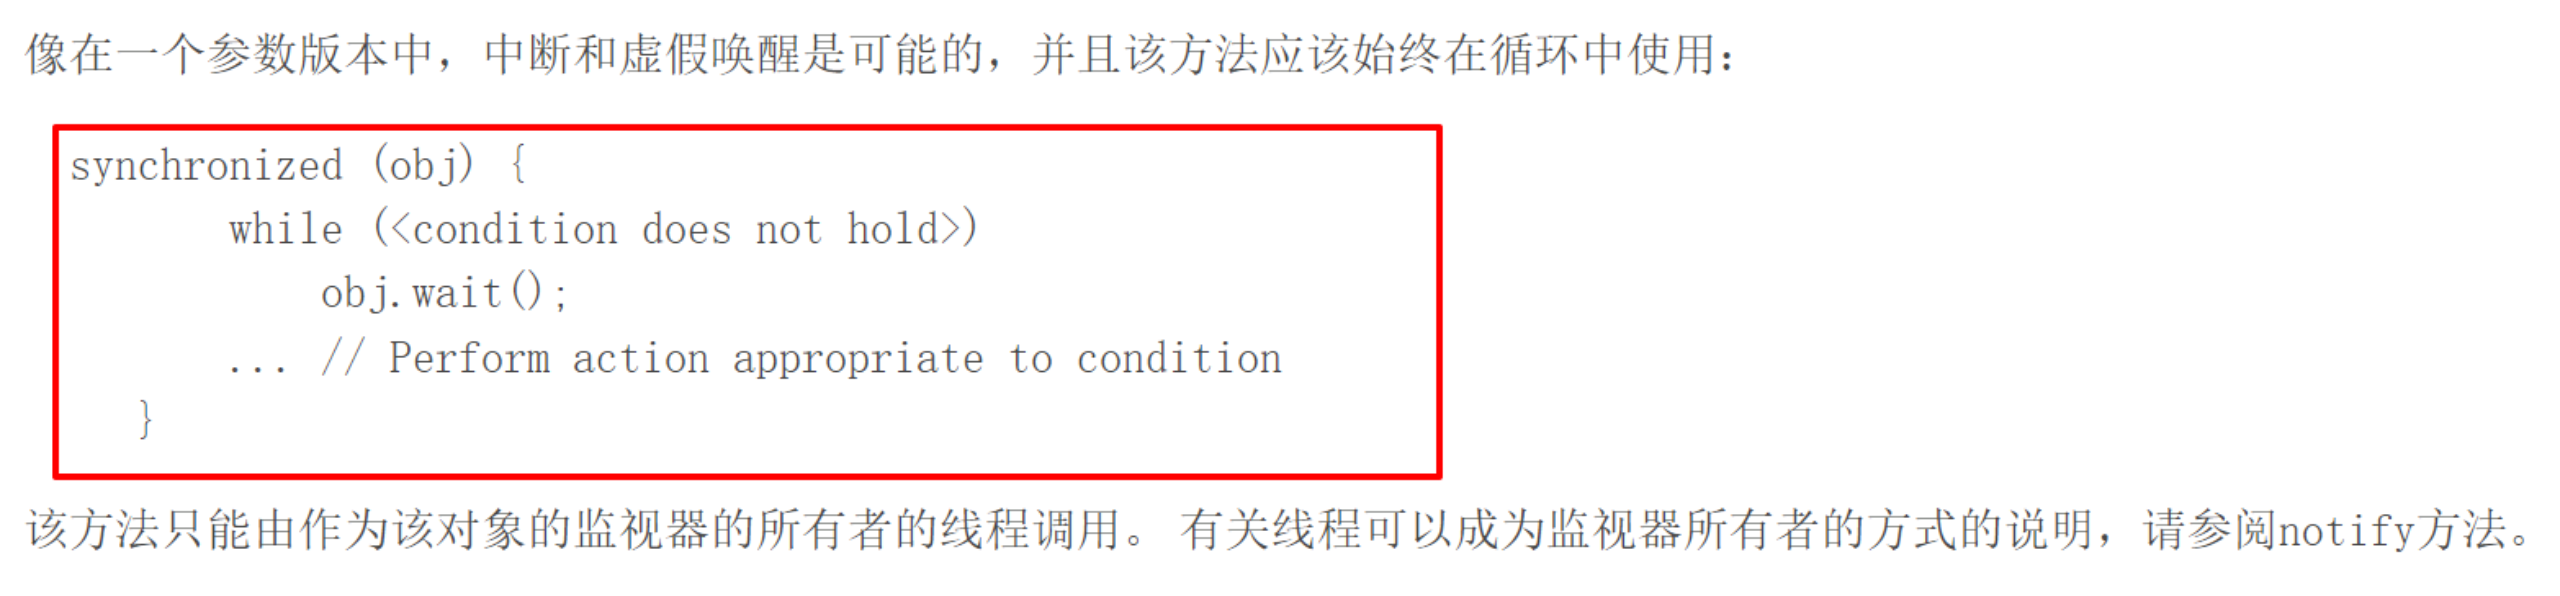 像在一个参数版本中，中断和虚假唤醒是可能的，并且该方法应该始终在循环中使用：
synchronized (obj) {
while (<condition does not hold>)
obj.wait();
... // Perform action appropriate to condition
}
该方法只能由作为该对象的监视器的所有者的线程调用。 有关线程可以成为监视器所有者的方式的说明，请参阅notify方法。